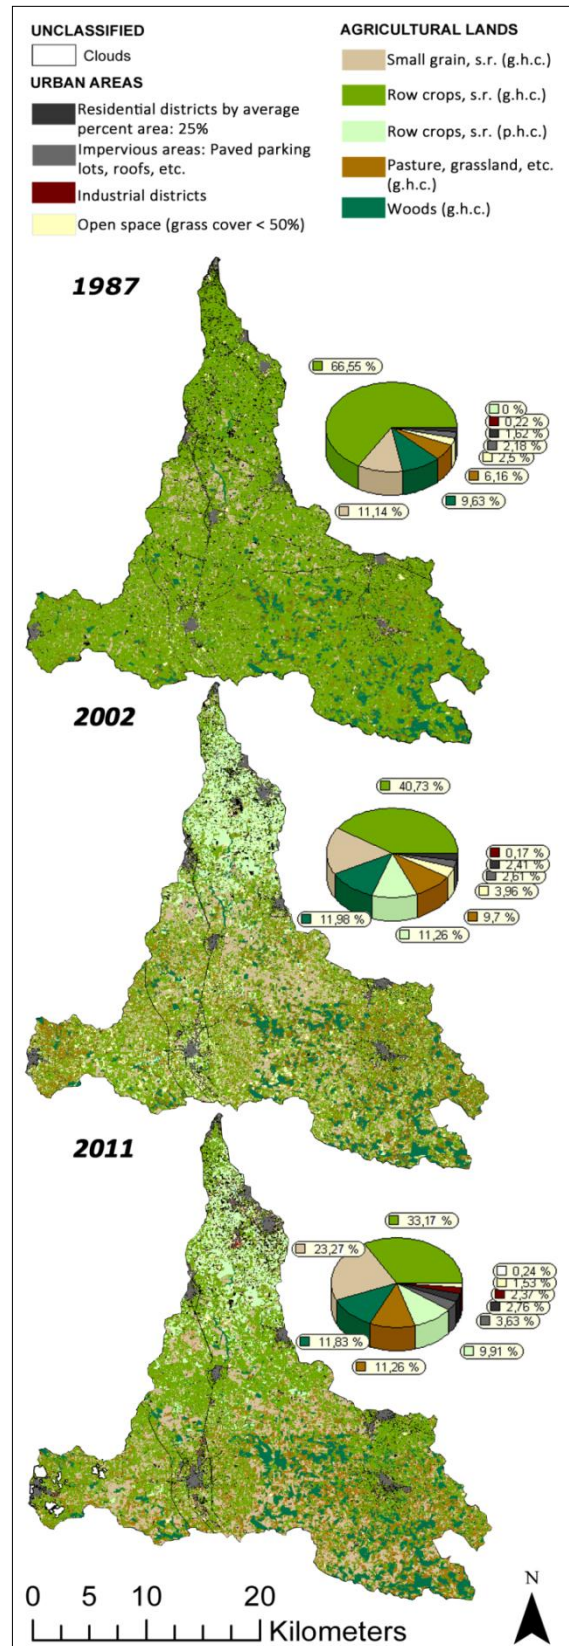 UNCLASSIFIED
Clouds
URBAN AREAS
Residential districts by average
percent area: 25%
Impervious areas: Paved parking
lots, roofs, etc.
Industrial districts
Open space (grass cover < 50%)
AGRICULTURAL LANDS
Small grain, s.r. (g.h.c.)
Row crops, s.r. (g.h.c.)
Row crops, s.r. (p.h.c.)
Pasture, grassland, etc.
(g.h.c.)
Woods (g.h.c.)
1987
66,55 %
0 %
0,22 %
1,62 %
2,18 %
2,5 %
6,16 %
9,63 %
11,14 %
2002
40,73 %
0,17 %
2,41 %
2,61 %
3,96 %
9,7 %
11,26 %
11,98 %
2011
33,17 %
23,27 %
0,24 %
1,53 %
2,37 %
2,76 %
3,63 %
9,91 %
11,26 %
11,83 %
N
0 5 10 20
Kilometers